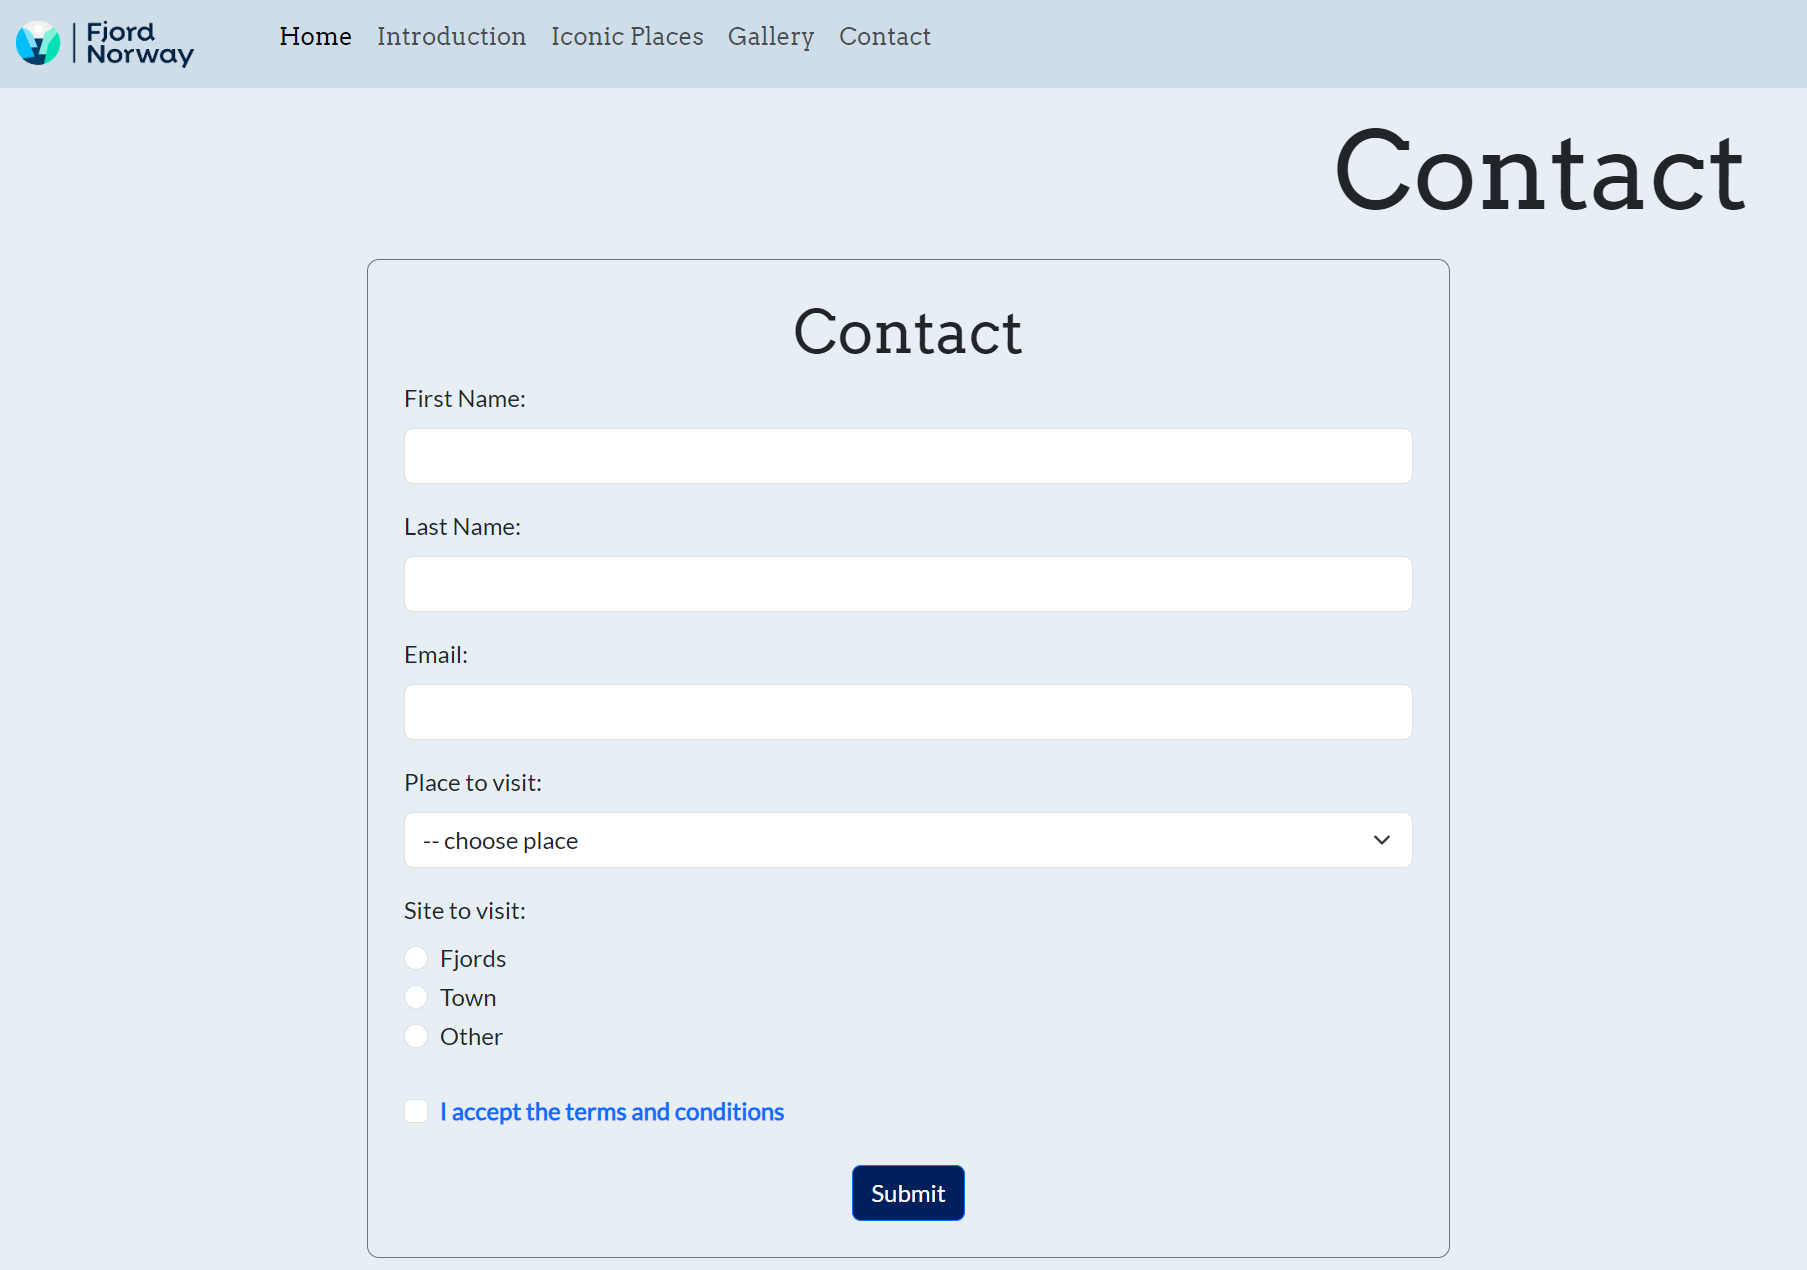 Fjord
Norway
Home Introduction Iconic Places Gallery Contact
Contact
Contact
First Name:
Last Name:
Email:
Place to visit:
-- choose place
Site to visit:
Fjords
Town
Other
I accept the terms and conditions
Submit